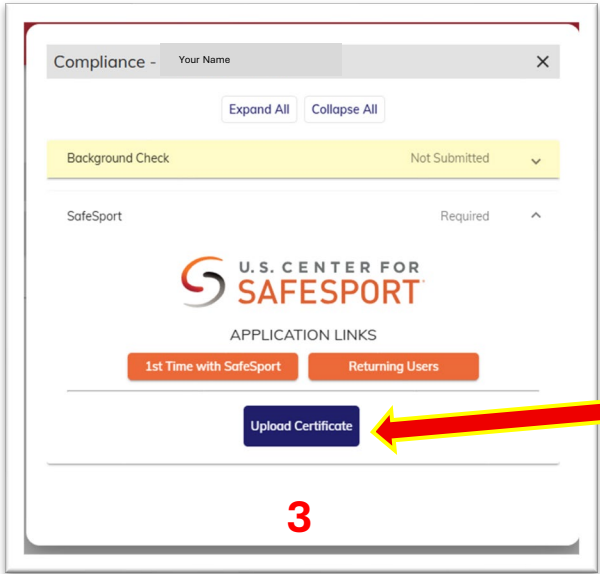 Compliance - Your Name ×
Expand All Collapse All
Background Check Not Submitted
SafeSport Required
U.S. CENTER FOR
SAFESPORT
APPLICATION LINKS
1st Time with SafeSport Returning Users
Upload Certificate
3